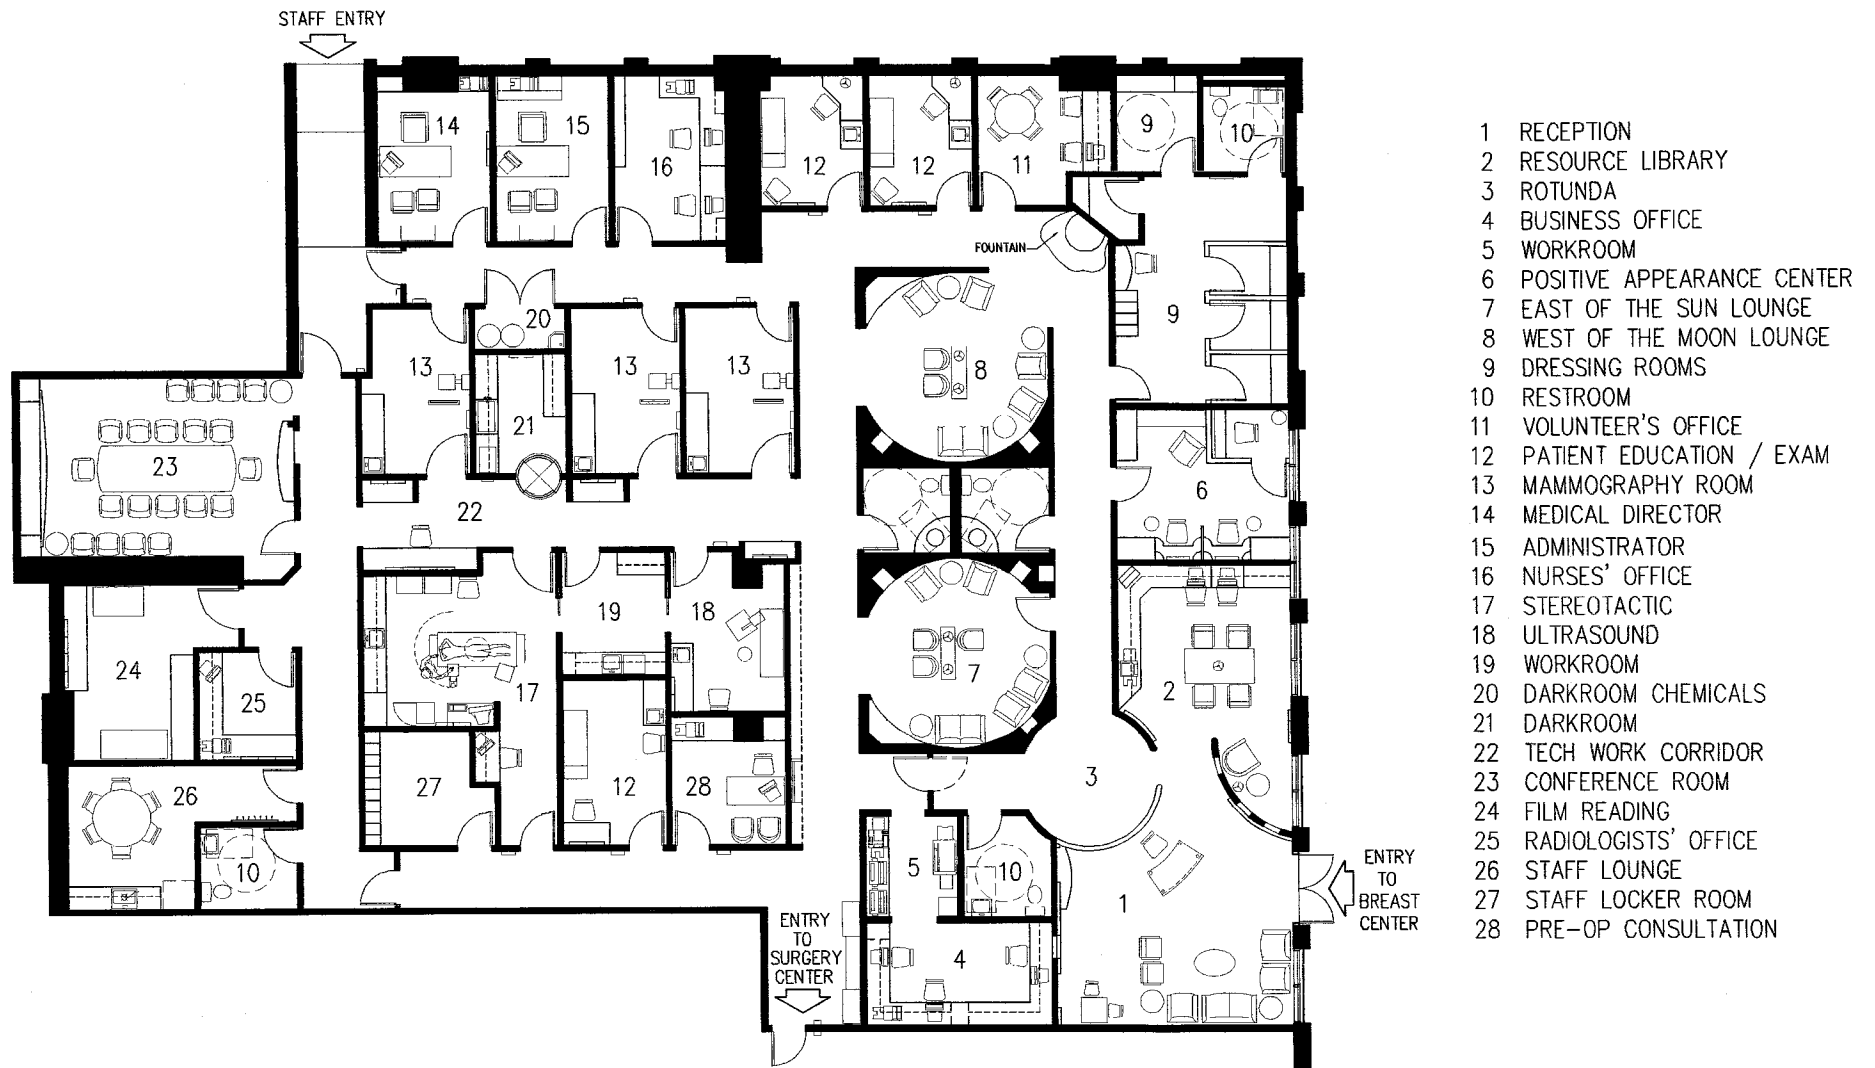 STAFF ENTRY
14
15
16
12
12
11
9
10
FOUNTAIN
20
13
13
13
8
9
21
23
22
6
19
18
17
24
25
7
2
3
26
27
12
28
10
5
10
1
4
ENTRY
TO
SURGERY
CENTER
ENTRY
TO
BREAST
CENTER
1 RECEPTION
2 RESOURCE LIBRARY
3 ROTUNDA
4 BUSINESS OFFICE
5 WORKROOM
6 POSITIVE APPEARANCE CENTER
7 EAST OF THE SUN LOUNGE
8 WEST OF THE MOON LOUNGE
9 DRESSING ROOMS
10 RESTROOM
11 VOLUNTEER'S OFFICE
12 PATIENT EDUCATION / EXAM
13 MAMMOGRAPHY ROOM
14 MEDICAL DIRECTOR
15 ADMINISTRATOR
16 NURSES' OFFICE
17 STEREOTACTIC
18 ULTRASOUND
19 WORKROOM
20 DARKROOM CHEMICALS
21 DARKROOM
22 TECH WORK CORRIDOR
23 CONFERENCE ROOM
24 FILM READING
25 RADIOLOGISTS' OFFICE
26 STAFF LOUNGE
27 STAFF LOCKER ROOM
28 PRE-OP CONSULTATION